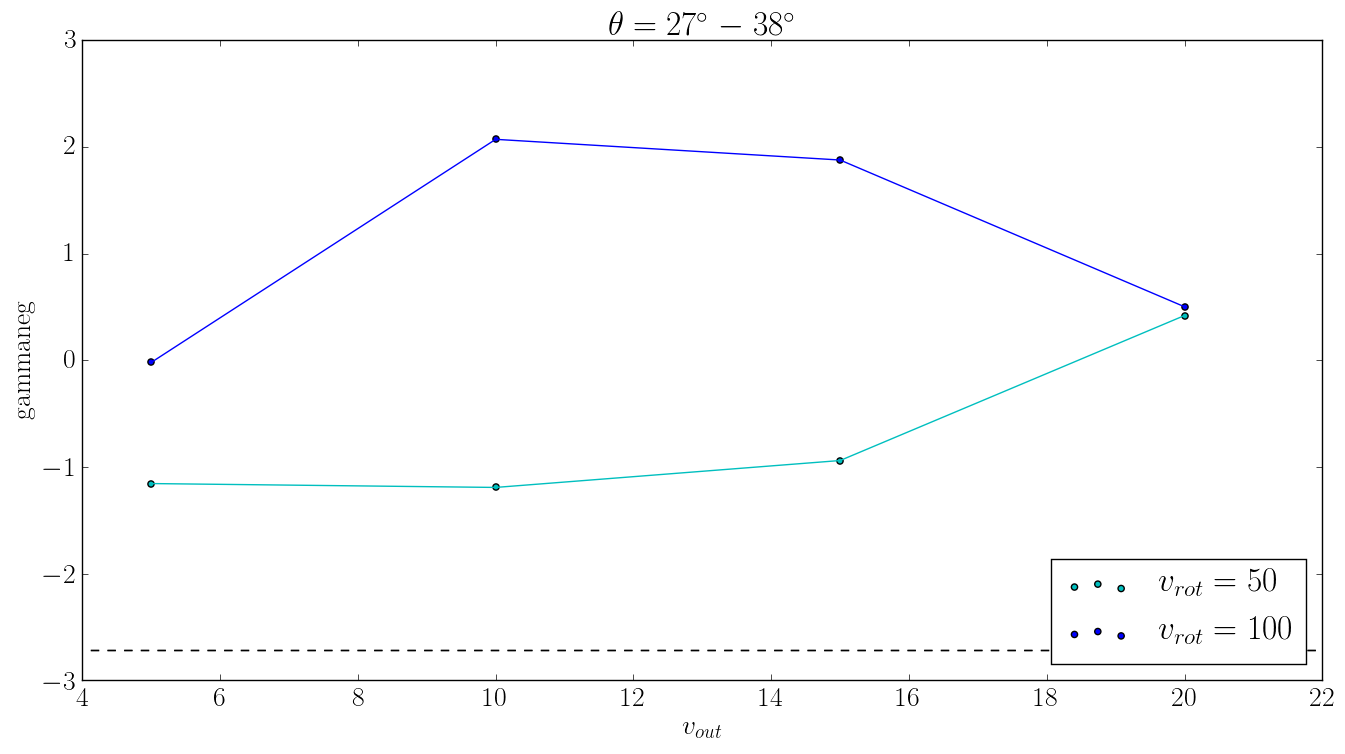 θ = 27° − 38°
3
2
1
0
−1
−2
−3
gammaneg
4 6 8 10 12 14 16 18 20 22
v_out
v_rot = 50
v_rot = 100